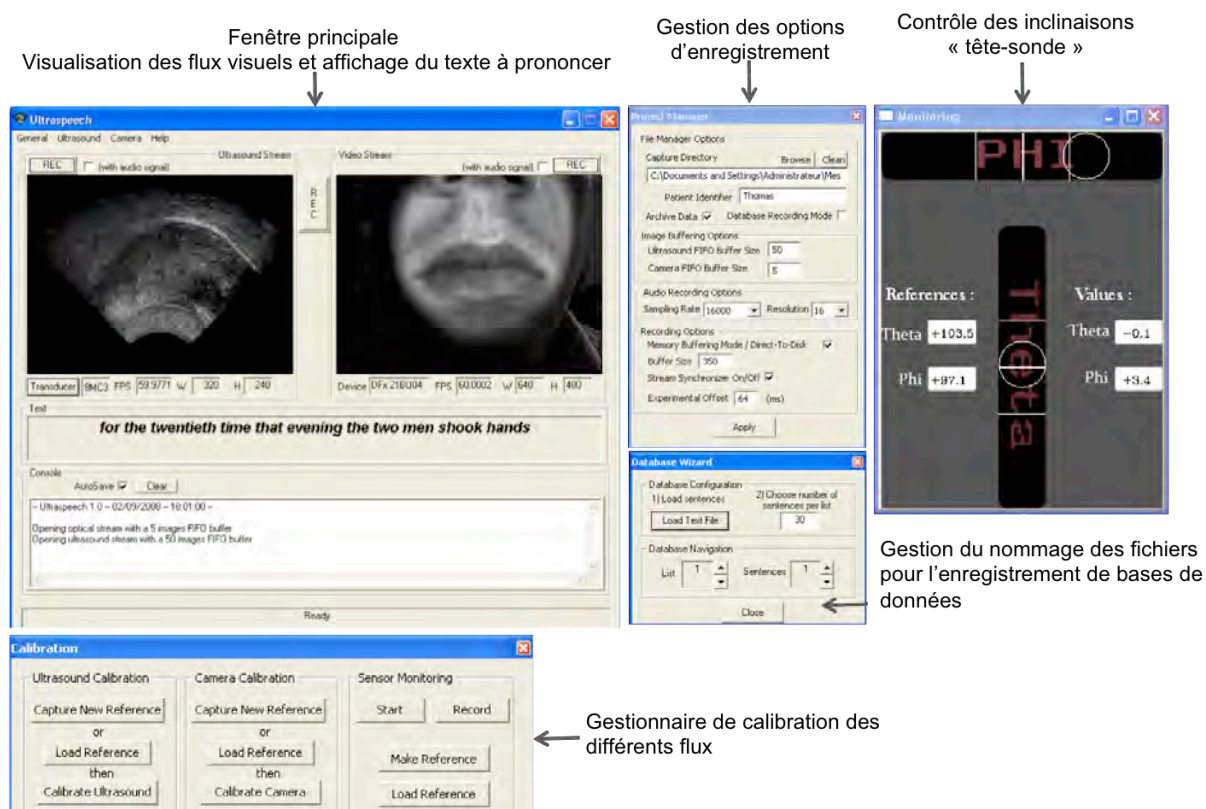 Fenêtre principale
Visualisation des flux visuels et affichage du texte à prononcer
Gestion des options
d’enregistrement
Contrôle des inclinaisons
« tête-sonde »
Ultraspeech
General Ultrasound Camera Help
Ultrasound Stream
REC (with audio signal)
REC
Video Stream
(with audio signal) REC
Transducer 8MC3 FPS 59.9771 W 320 H 240
Device DFx 21BU04 FPS 60.0002 W 640 H 480
Text
for the twentieth time that evening the two men shook hands
Console
AutoSave Clear
-- Ultraspeech 1.0 -- 02/09/2008 -- 18:01:00 --
Opening optical stream with a 5 images FIFO buffer
Opening ultrasound stream with a 50 images FIFO buffer
Ready
Project Manager
File Manager Options
Capture Directory Browse Clean
C:\Documents and Settings\Administrateur\Mes
Patient Identifier Thomas
Archive Data Database Recording Mode
Image Buffering Options
Ultrasound FIFO Buffer Size 50
Camera FIFO Buffer Size 5
Audio Recording Options
Sampling Rate 16000 Resolution 16
Recording Options
Memory Buffering Mode / Direct-To-Disk
Buffer Size 350
Stream Synchronizer On/Off
Experimental Offset 64 (ms)
Apply
Database Wizard
Database Configuration
1) Load sentences
2) Choose number of
sentences per list
Load Text File
30
Database Navigation
List 1 Sentences 1
Close
Monitoring
PHI
Theta
References :
Theta +103.5
Phi +97.1
Values :
Theta -0.1
Phi +3.4
Gestion du nommage des fichiers
pour l’enregistrement de bases de
données
Calibration
Ultrasound Calibration
Capture New Reference
or
Load Reference
then
Calibrate Ultrasound
Camera Calibration
Capture New Reference
or
Load Reference
then
Calibrate Camera
Sensor Monitoring
Start Record
Make Reference
Load Reference
Gestionnaire de calibration des
différents flux